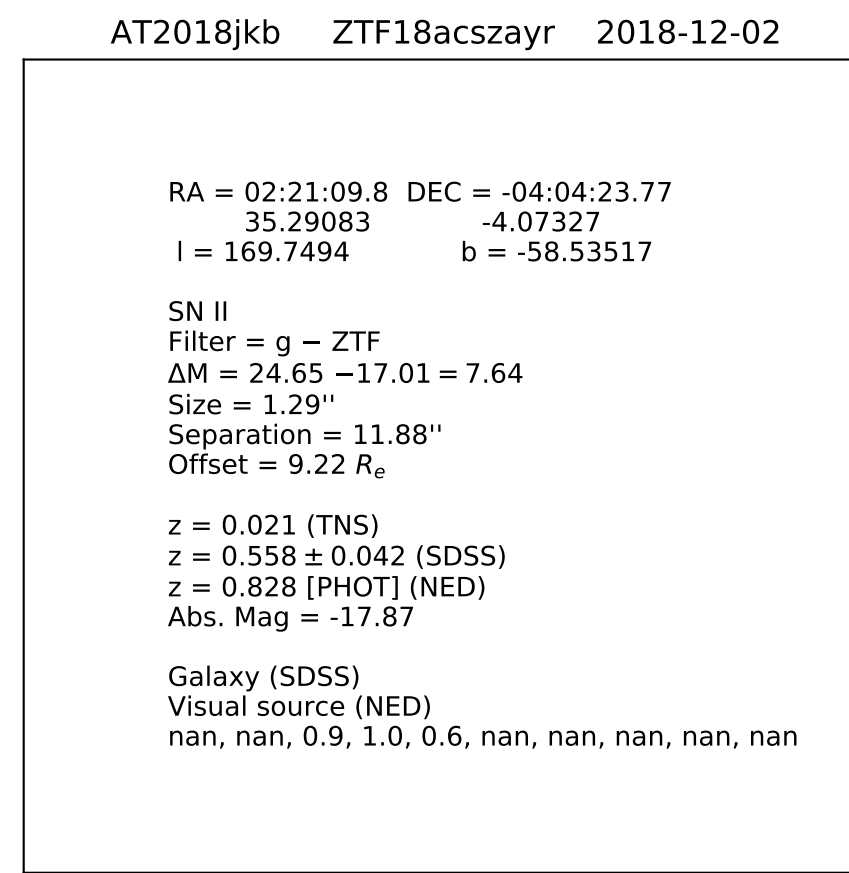 AT2018jkb ZTF18acszayr 2018-12-02
RA = 02:21:09.8 DEC = -04:04:23.77
35.29083 -4.07327
l = 169.7494 b = -58.53517
SN II
Filter = g − ZTF
ΔM = 24.65 −17.01 = 7.64
Size = 1.29''
Separation = 11.88''
Offset = 9.22 Re
z = 0.021 (TNS)
z = 0.558 ± 0.042 (SDSS)
z = 0.828 [PHOT] (NED)
Abs. Mag = -17.87
Galaxy (SDSS)
Visual source (NED)
nan, nan, 0.9, 1.0, 0.6, nan, nan, nan, nan, nan